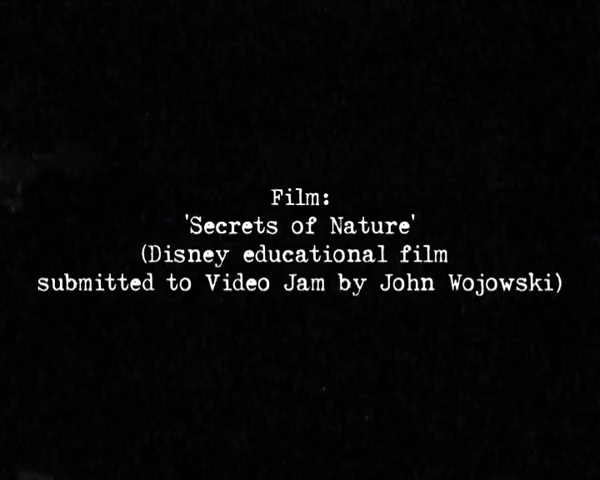 Film:
'Secrets of Nature'
(Disney educational film
submitted to Video Jam by John Wojowski)